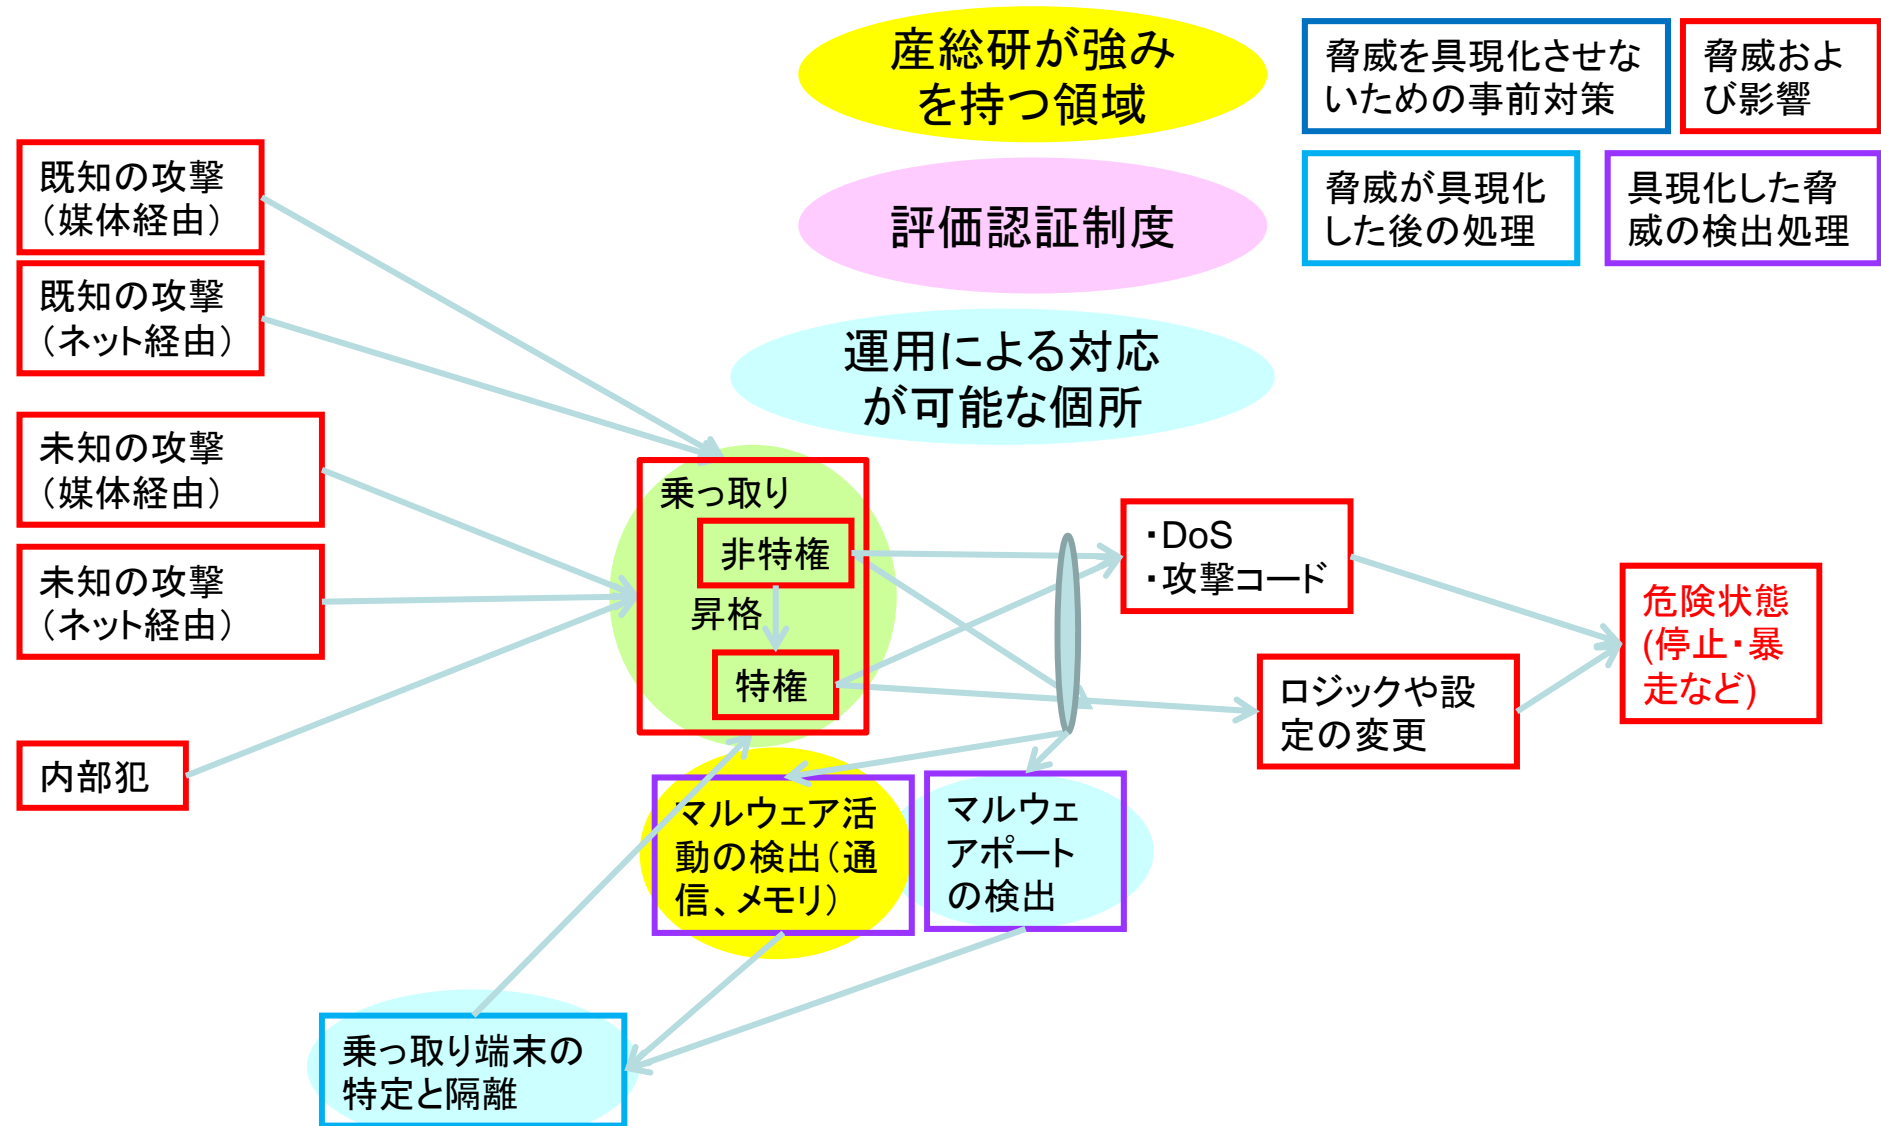 産総研が強み
を持つ領域
脅威を具現化させな
いための事前対策
脅威およ
び影響
評価認証制度
脅威が具現化
した後の処理
具現化した脅
威の検出処理
運用による対応
が可能な個所
既知の攻撃
（媒体経由）
既知の攻撃
（ネット経由）
未知の攻撃
（媒体経由）
未知の攻撃
（ネット経由）
内部犯
乗っ取り
非特権
昇格
特権
・DoS
・攻撃コード
ロジックや設
定の変更
危険状態
(停止・暴
走など)
マルウェア活
動の検出（通
信、メモリ）
マルウェ
アポート
の検出
乗っ取り端末の
特定と隔離